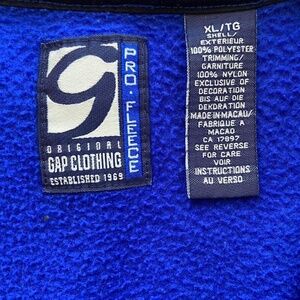 G
PRO · FLEECE
ORIGINAL
GAP CLOTHING
ESTABLISHED 1969
XL/TG
SHELL/
EXTERIEUR
100% POLYESTER
TRIMMING/
GARNITURE
100% NYLON
EXCLUSIVE OF
DECORATION
BIS AUF DIE
DEKORATION
MADE IN MACAU/
FABRIQUE A
MACAO
CA 17897
SEE REVERSE
FOR CARE
VOIR
INSTRUCTIONS
AU VERSO